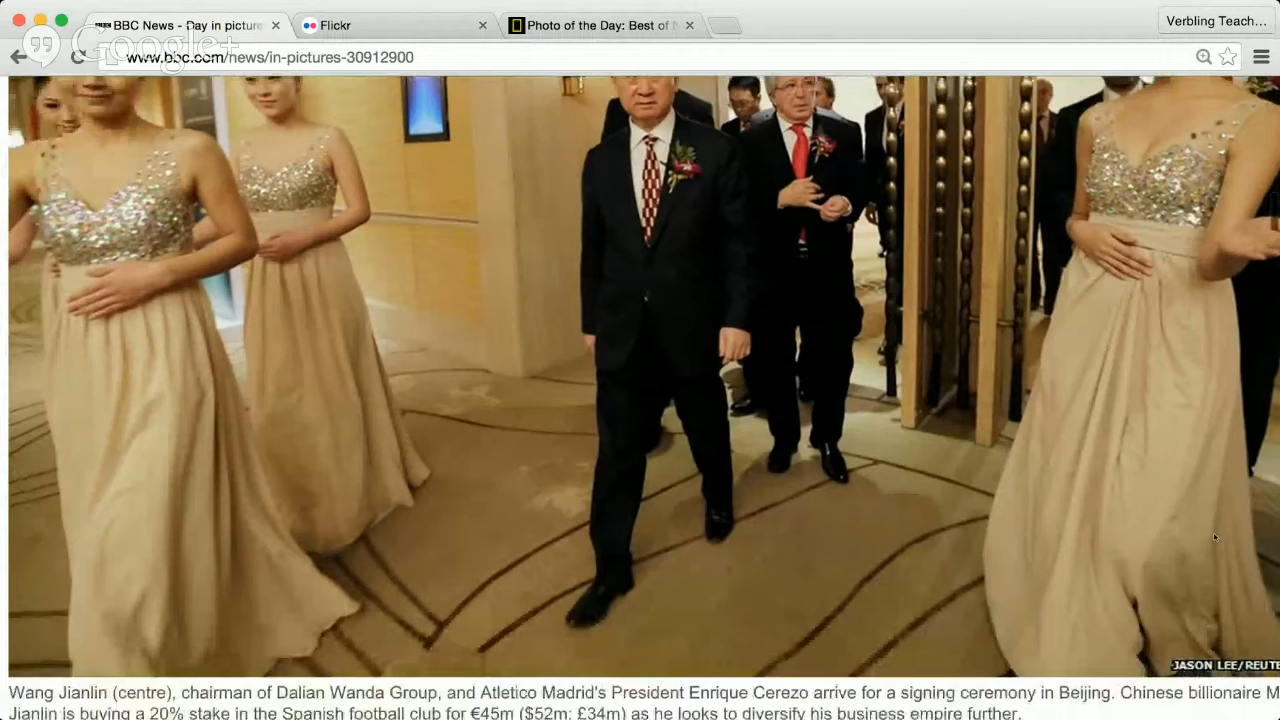 BBC News - Day in picture
Flickr
Photo of the Day: Best of N
Verbling Teach...
Google+
www.bbc.com/news/in-pictures-30912900
JASON LEE/REUTE
Wang Jianlin (centre), chairman of Dalian Wanda Group, and Atletico Madrid's President Enrique Cerezo arrive for a signing ceremony in Beijing. Chinese billionaire M
Jianlin is buying a 20% stake in the Spanish football club for €45m ($52m; £34m) as he looks to diversify his business empire further.